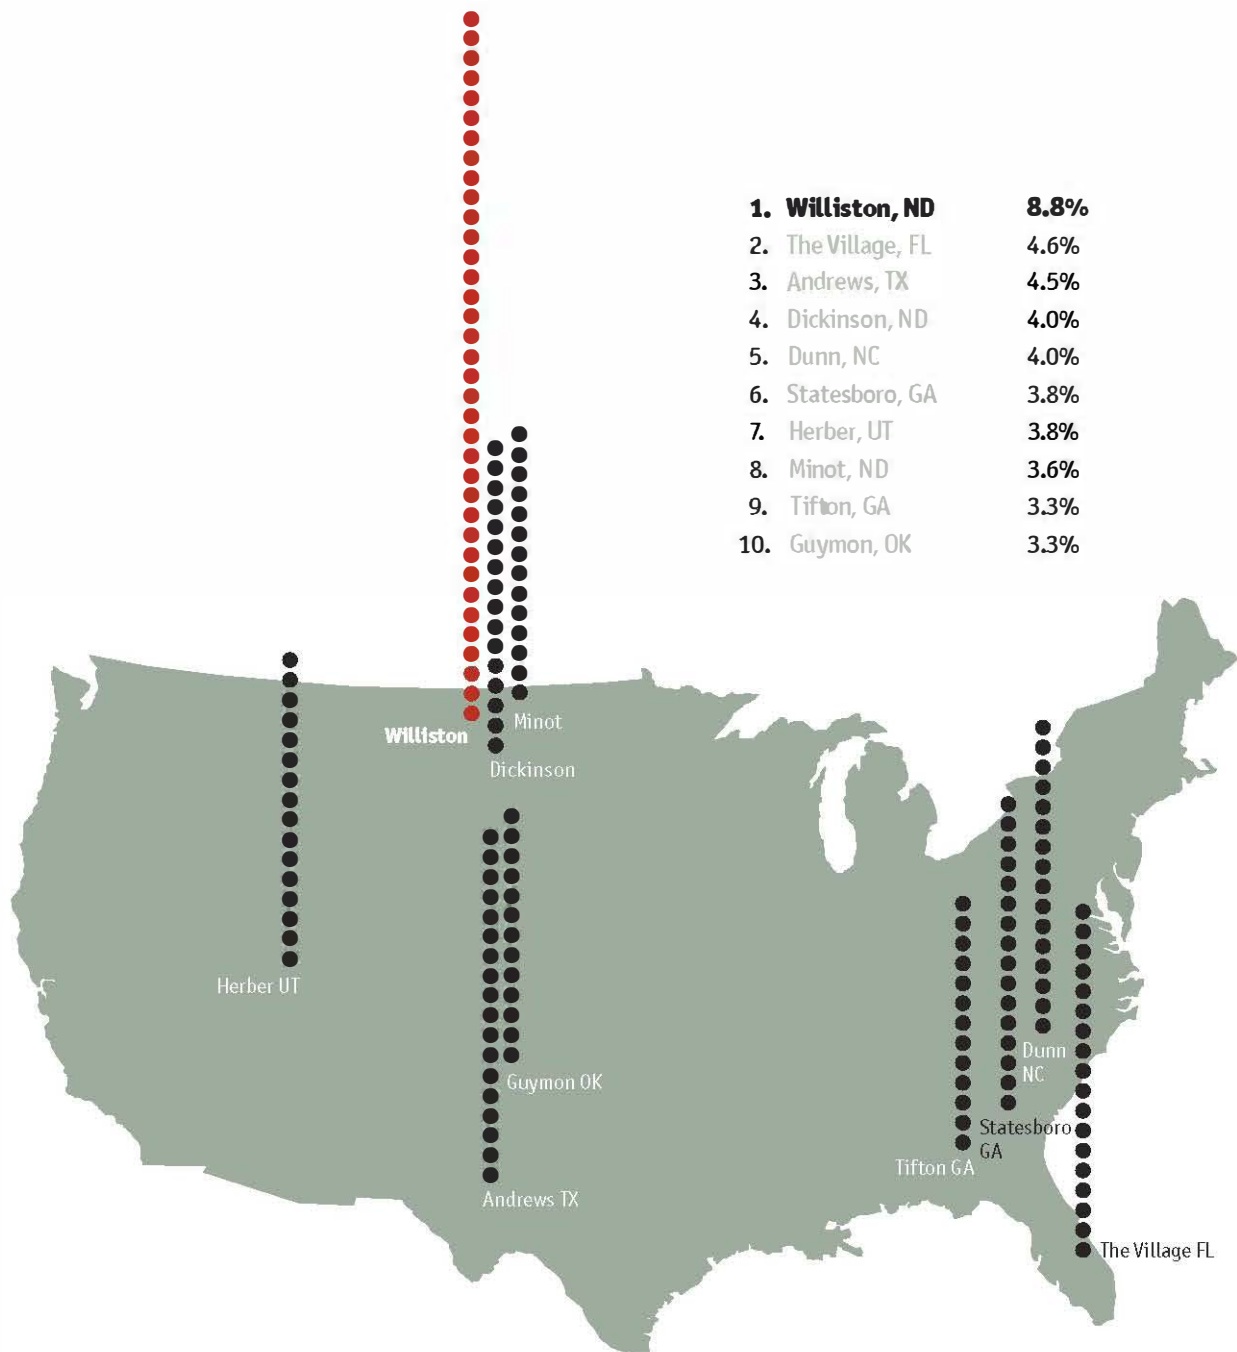 1. Williston, ND 8.8%
2. The Village, FL 4.6%
3. Andrews, TX 4.5%
4. Dickinson, ND 4.0%
5. Dunn, NC 4.0%
6. Statesboro, GA 3.8%
7. Herber, UT 3.8%
8. Minot, ND 3.6%
9. Tifton, GA 3.3%
10. Guymon, OK 3.3%
Minot
Williston
Dickinson
Herber UT
Dunn
NC
Guymon OK
Statesboro
GA
Tifton GA
Andrews TX
The Village FL